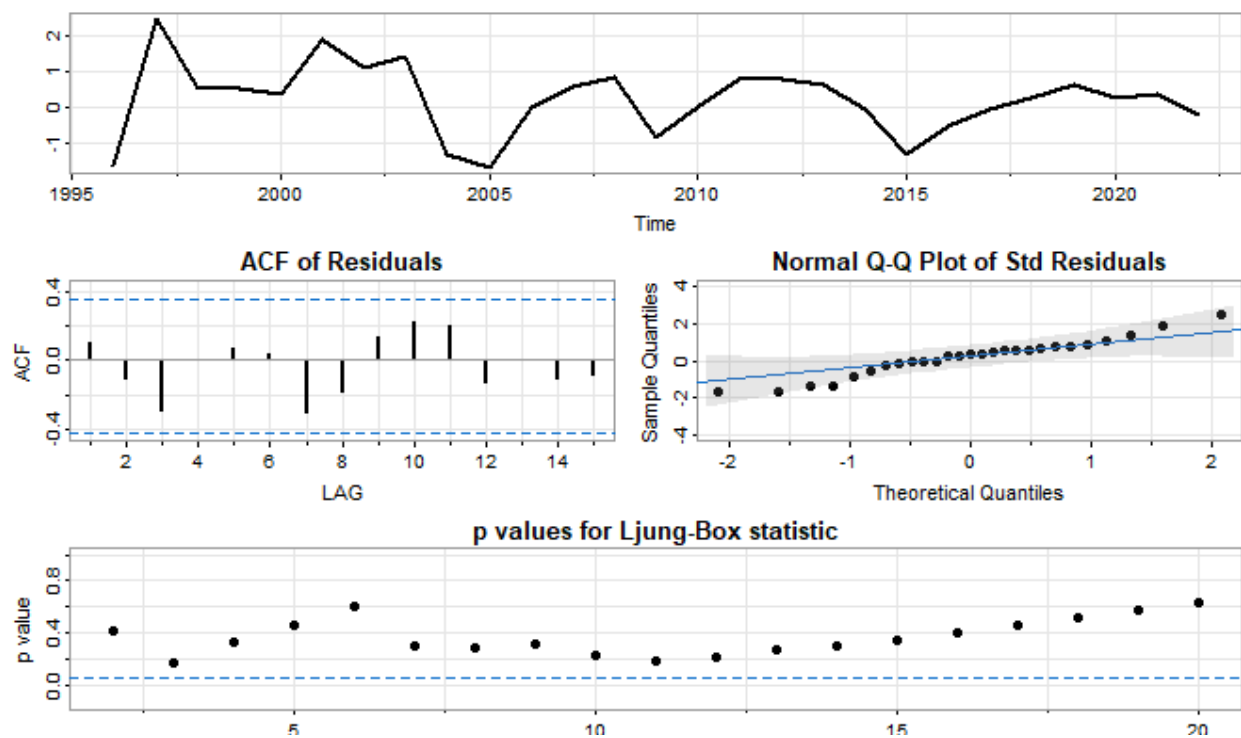 2
1
0
-1
1995 2000 2005 2010 2015 2020
Time
ACF of Residuals
0.4
0.0
-0.4
ACF
2 4 6 8 10 12 14
LAG
Normal Q-Q Plot of Std Residuals
4
2
0
-2
-4
Sample Quantiles
-2 -1 0 1 2
Theoretical Quantiles
p values for Ljung-Box statistic
0.8
0.4
0.0
p value
5 10 15 20